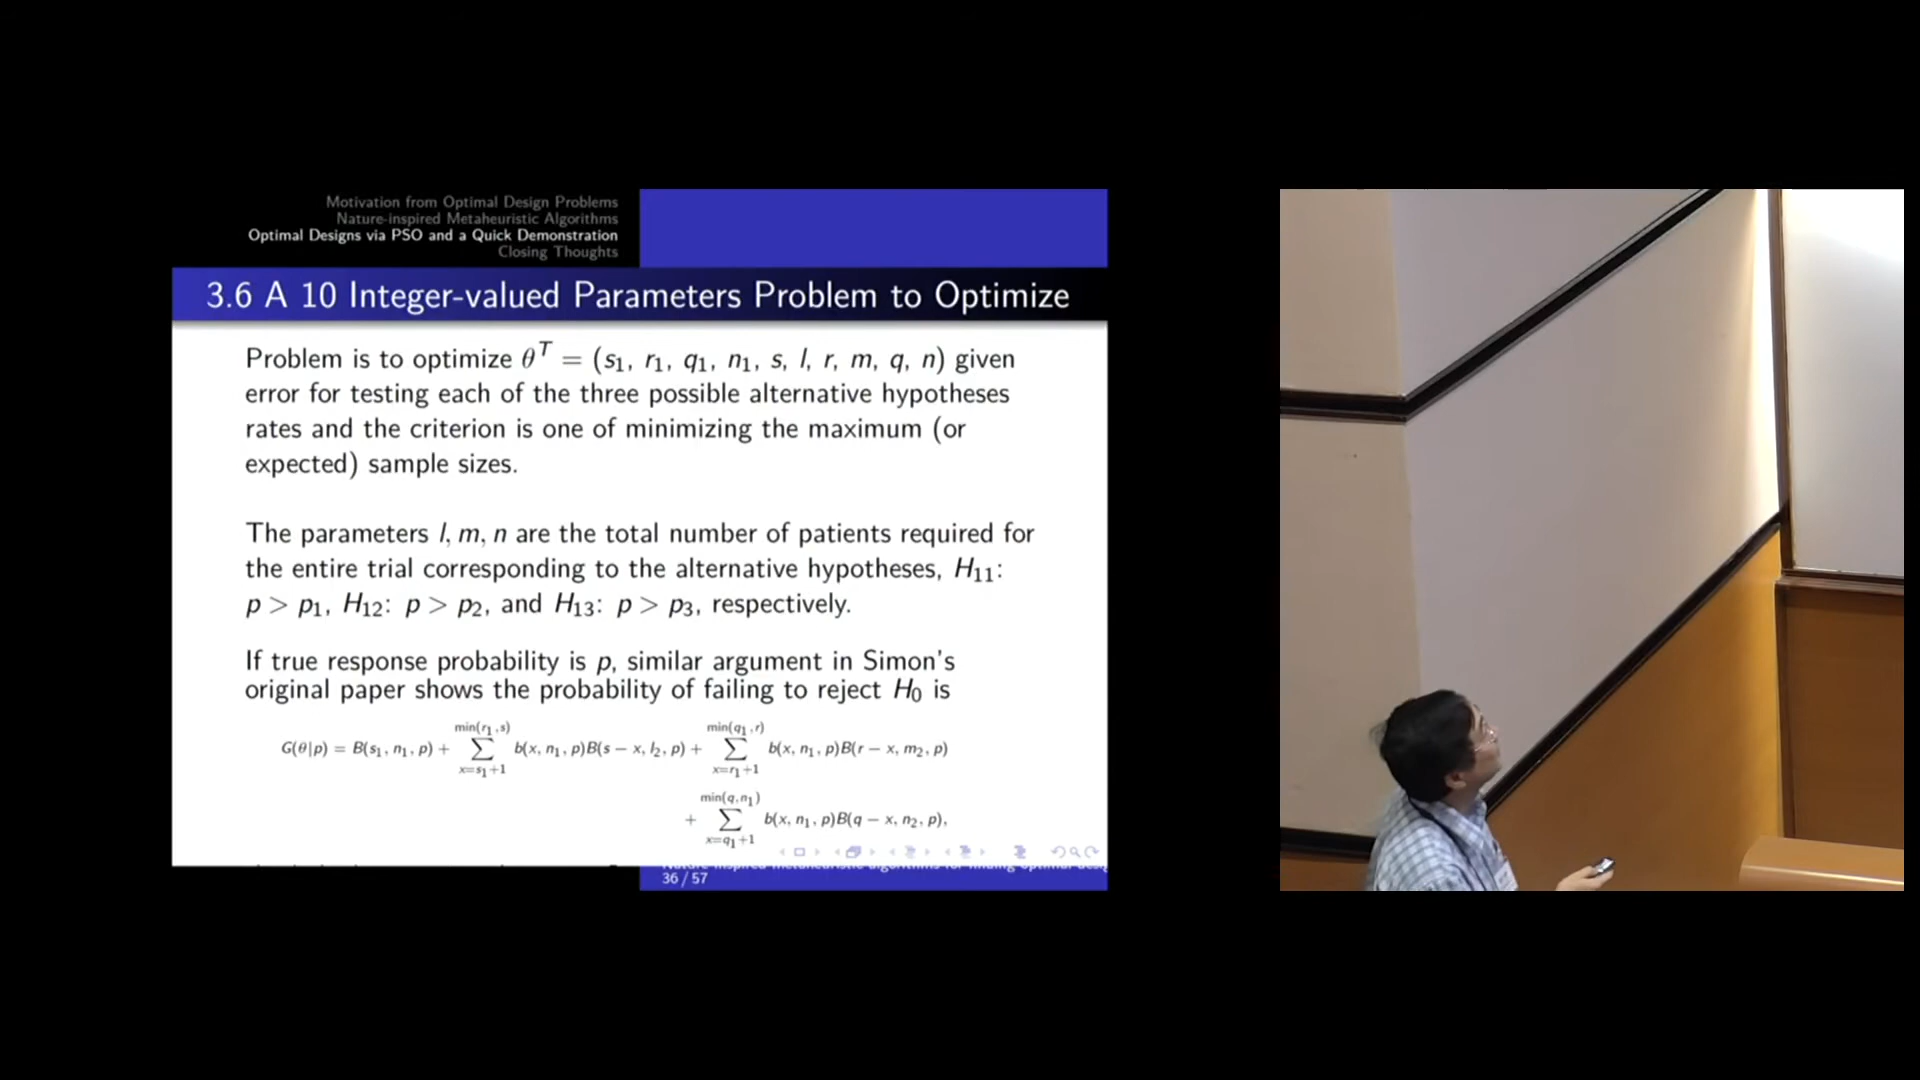 Motivation from Optimal Design Problems
Nature-inspired Metaheuristic Algorithms
Optimal Designs via PSO and a Quick Demonstration
Closing Thoughts
3.6 A 10 Integer-valued Parameters Problem to Optimize
Problem is to optimize θᵀ = (s₁, r₁, q₁, n₁, s, l, r, m, q, n) given
error for testing each of the three possible alternative hypotheses
rates and the criterion is one of minimizing the maximum (or
expected) sample sizes.
The parameters l, m, n are the total number of patients required for
the entire trial corresponding to the alternative hypotheses, H₁₁:
p > p₁, H₁₂: p > p₂, and H₁₃: p > p₃, respectively.
If true response probability is p, similar argument in Simon's
original paper shows the probability of failing to reject H₀ is
G(θ|p) = B(s₁, n₁, p) + ∑_{x=s₁+1}^{min(r₁,s)} b(x, n₁, p)B(s − x, l₂, p) + ∑_{x=r₁+1}^{min(q₁,r)} b(x, n₁, p)B(r − x, m₂, p)
+ ∑_{x=q₁+1}^{min(q,n₁)} b(x, n₁, p)B(q − x, n₂, p),
36 / 57